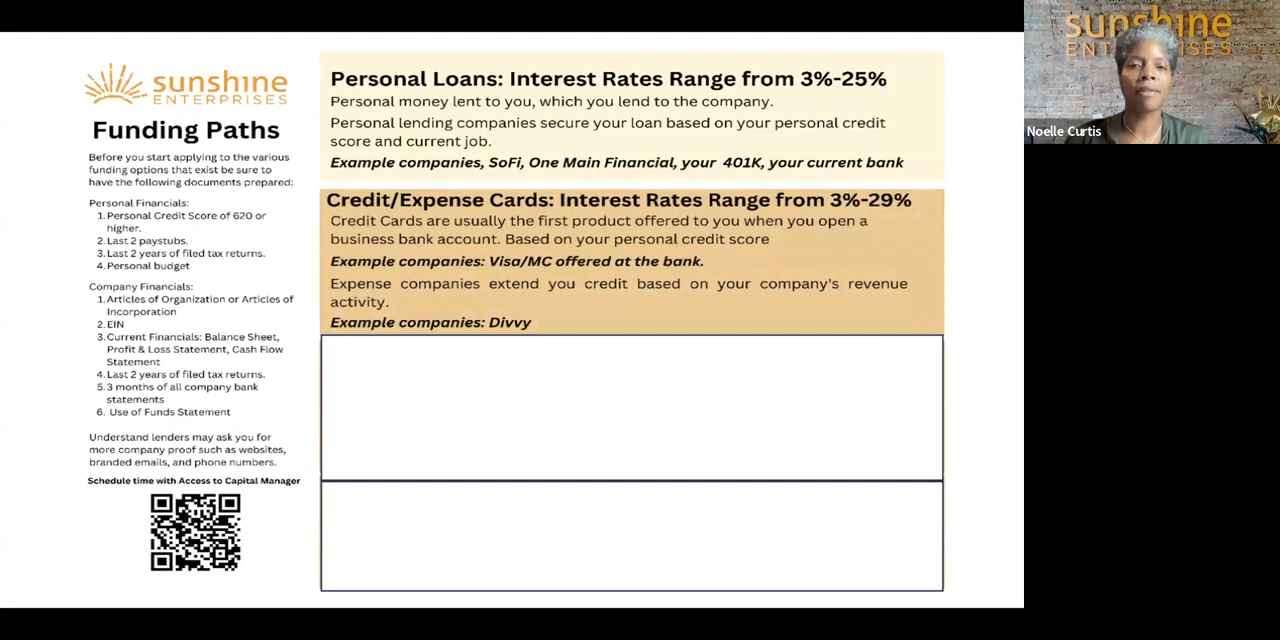 sunshine
ENTERPRISES
Funding Paths
Before you start applying to the various
funding options that exist be sure to
have the following documents prepared:
Personal Financials:
1. Personal Credit Score of 620 or
higher.
2. Last 2 paystubs.
3. Last 2 years of filed tax returns.
4. Personal budget
Company Financials:
1. Articles of Organization or Articles of
Incorporation
2. EIN
3. Current Financials: Balance Sheet,
Profit & Loss Statement, Cash Flow
Statement
4. Last 2 years of filed tax returns.
5. 3 months of all company bank
statements
6. Use of Funds Statement
Understand lenders may ask you for
more company proof such as websites,
branded emails, and phone numbers.
Schedule time with Access to Capital Manager
Personal Loans: Interest Rates Range from 3%-25%
Personal money lent to you, which you lend to the company.
Personal lending companies secure your loan based on your personal credit
score and current job.
Example companies, SoFi, One Main Financial, your 401K, your current bank
Credit/Expense Cards: Interest Rates Range from 3%-29%
Credit Cards are usually the first product offered to you when you open a
business bank account. Based on your personal credit score
Example companies: Visa/MC offered at the bank.
Expense companies extend you credit based on your company's revenue
activity.
Example companies: Divvy
sunshine
ENTERPRISES
Noelle Curtis